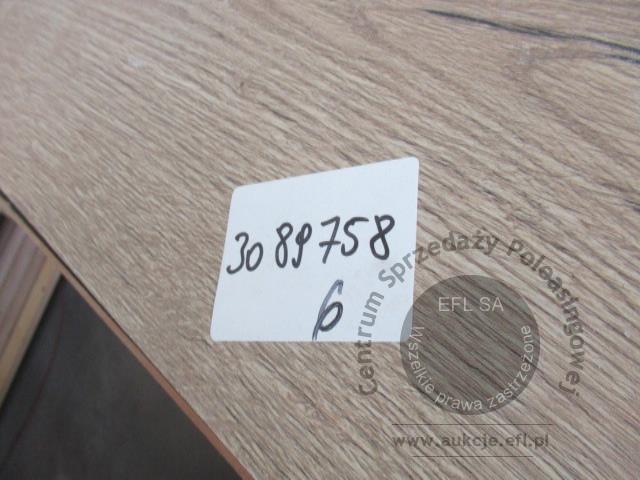 3089758
6
Centrum Sprzedaży Poleasingowej
EFL SA
Wszelkie prawa zastrzeżone
www.aukcje.efl.pl